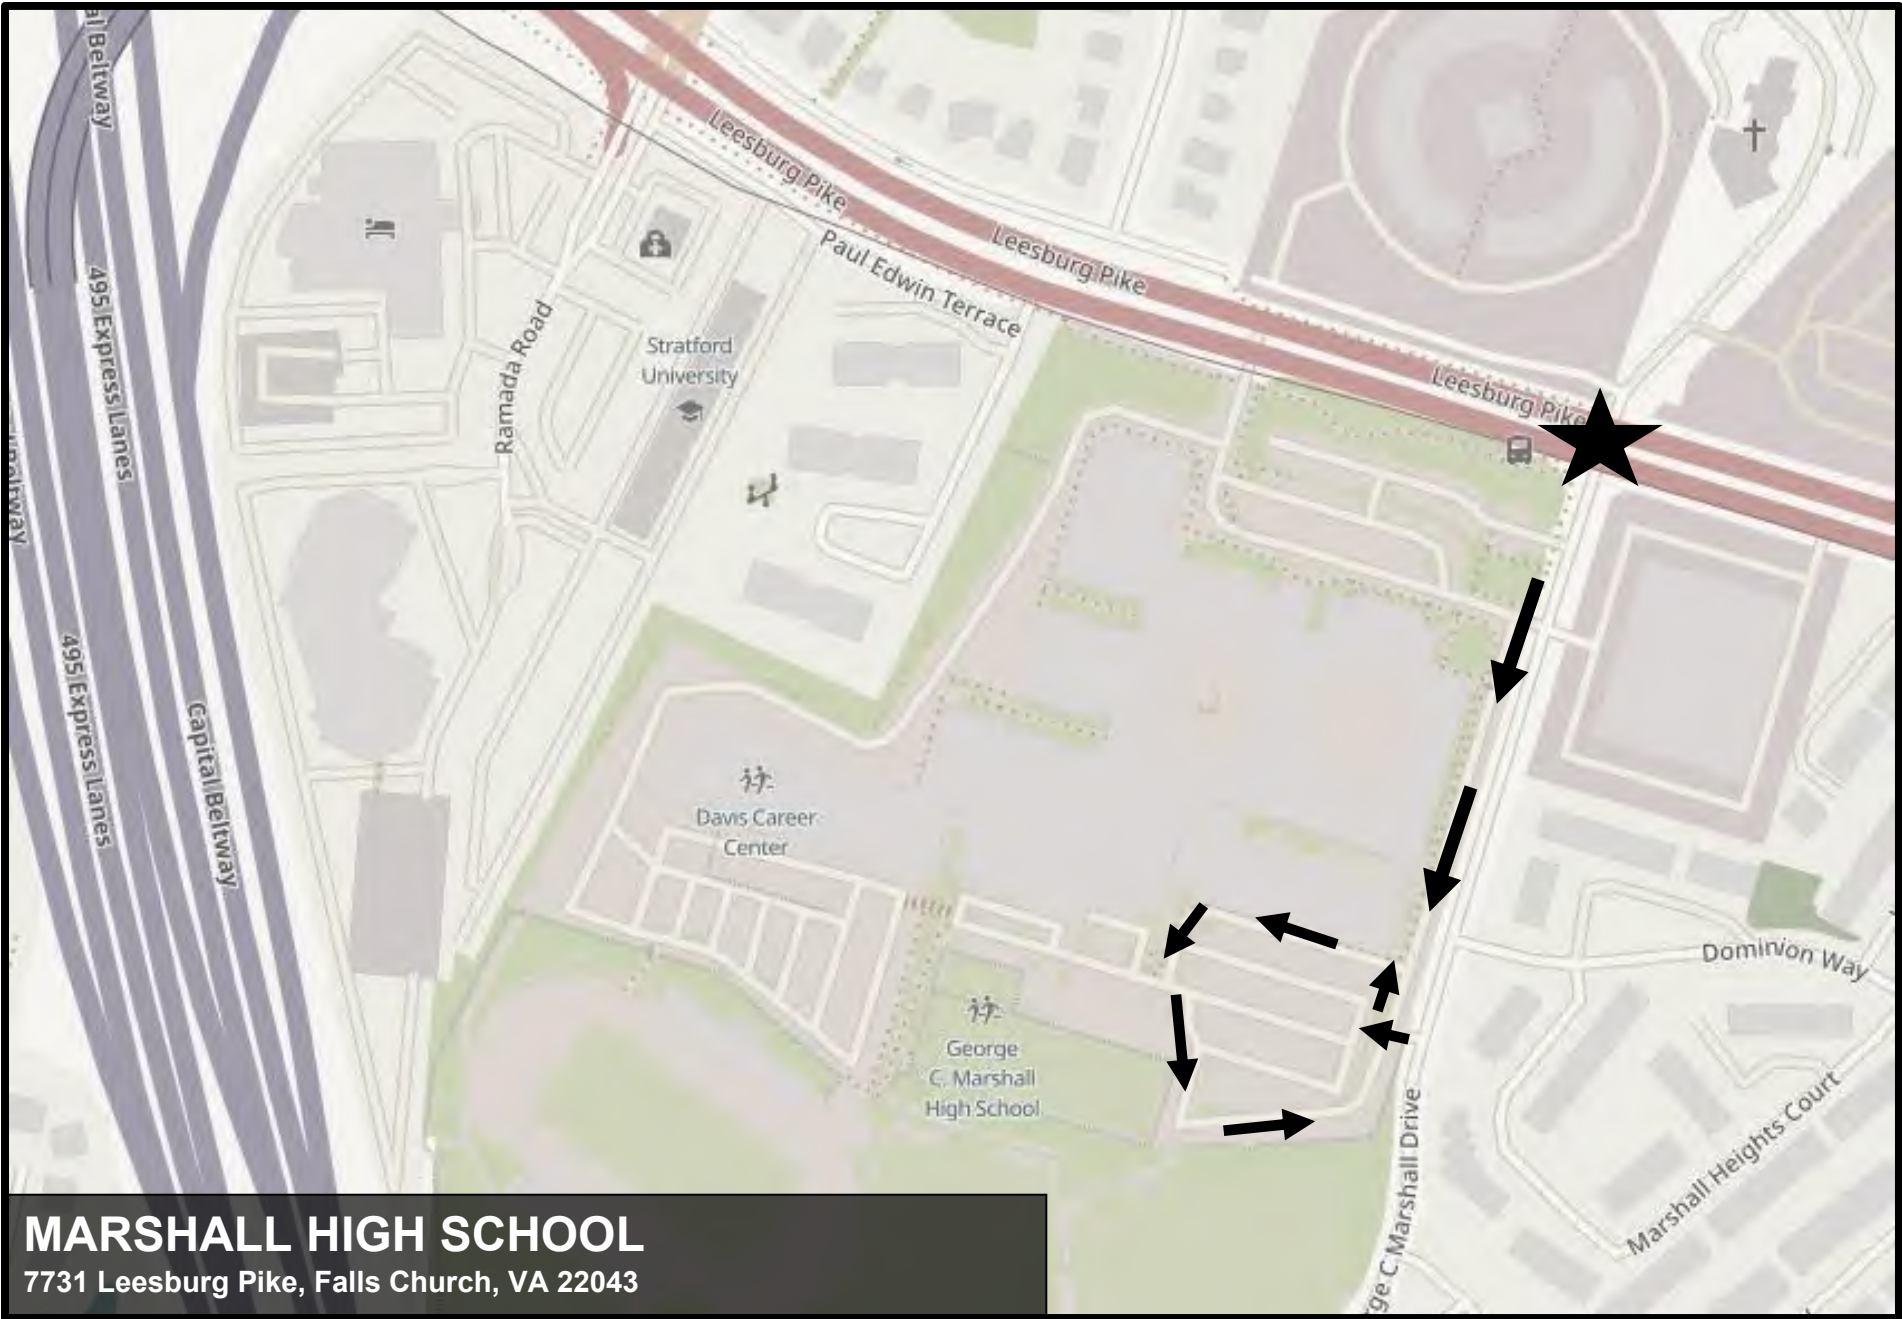 al Beltway
Leesburg Pike
Leesburg Pike
Paul Edwin Terrace
495 Express Lanes
Ramada Road
Stratford
University
Leesburg Pike
495 Express Lanes
Capital Beltway
Davis Career
Center
Dominion Way
George
C. Marshall
High School
rge C Marshall Drive
Marshall Heights Court
MARSHALL HIGH SCHOOL
7731 Leesburg Pike, Falls Church, VA 22043